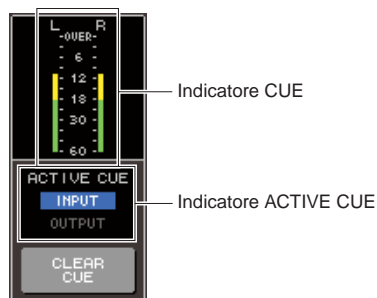 L R
-OVER-
6
12
18
30
60
Indicatore CUE
ACTIVE CUE
INPUT
Indicatore ACTIVE CUE
OUTPUT
CLEAR
CUE